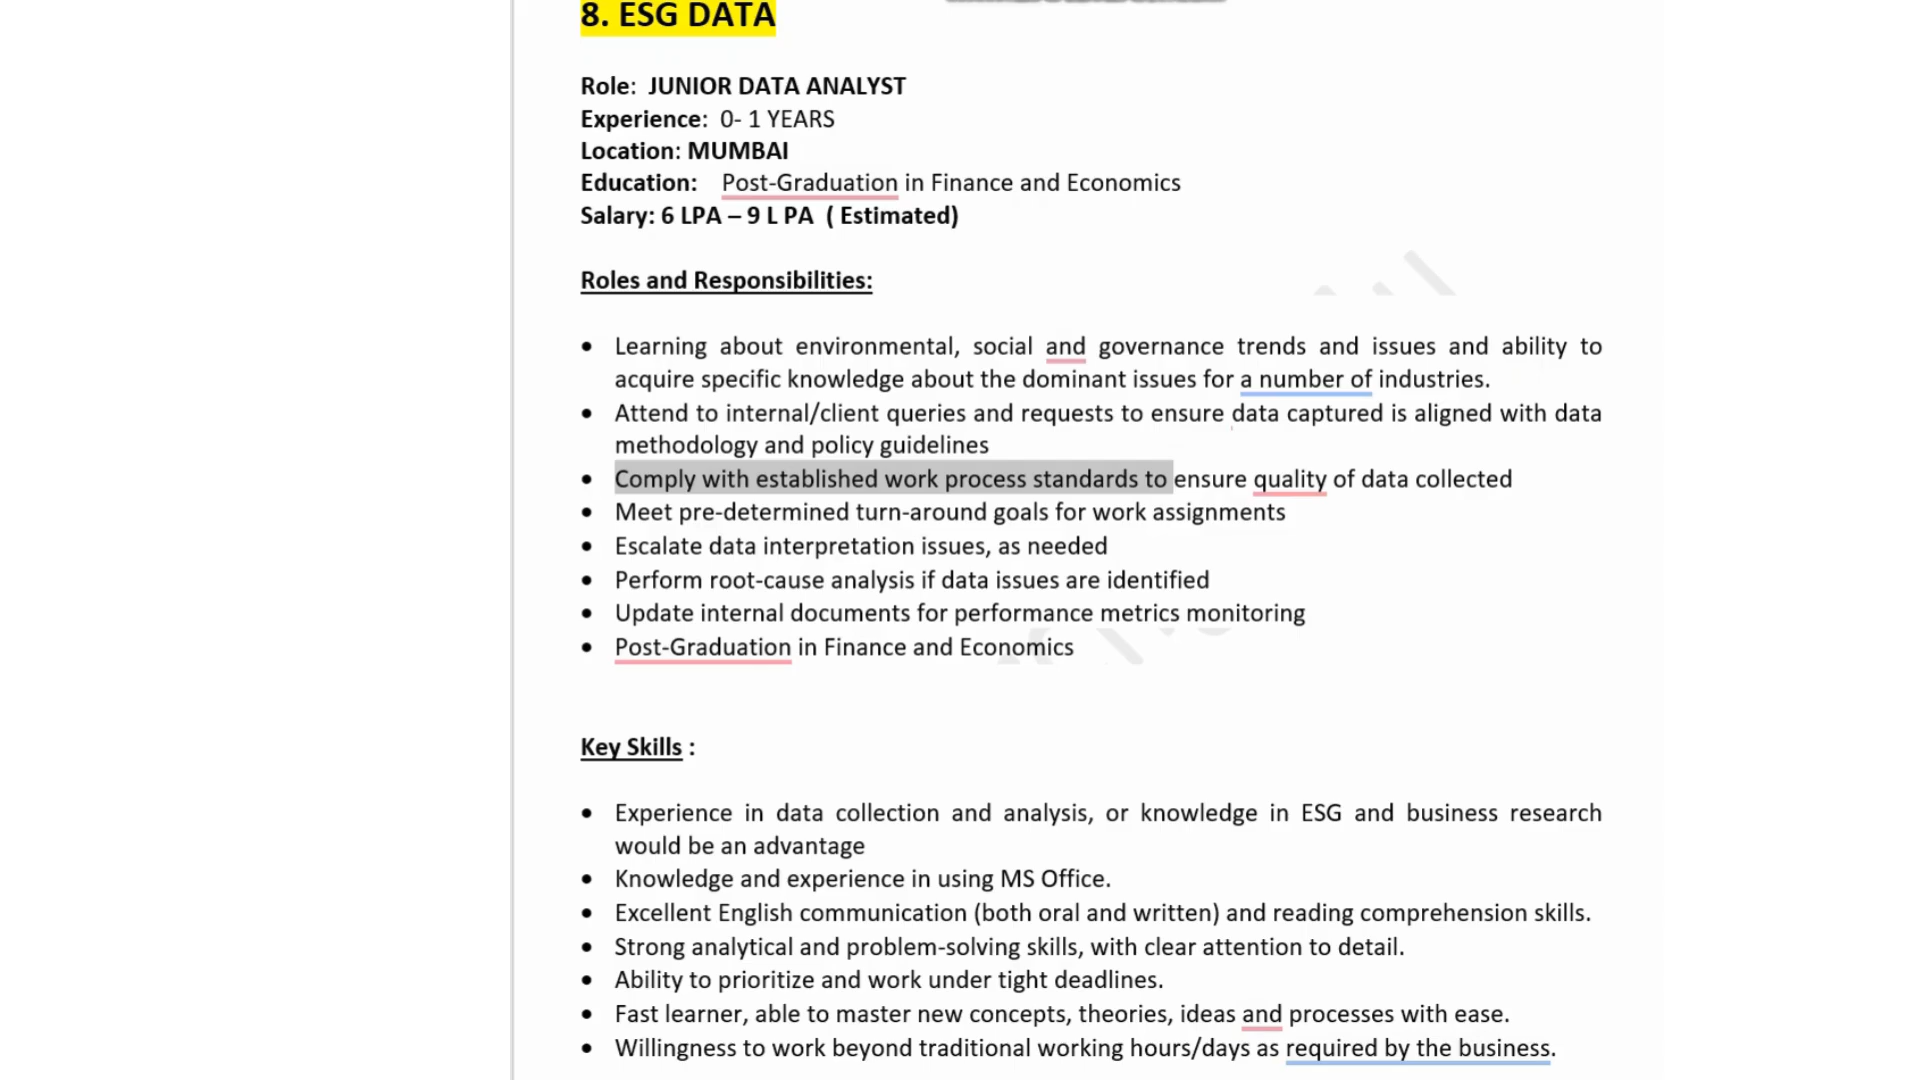 8. ESG DATA
Role: JUNIOR DATA ANALYST
Experience: 0- 1 YEARS
Location: MUMBAI
Education: Post-Graduation in Finance and Economics
Salary: 6 LPA – 9 L PA ( Estimated)
Roles and Responsibilities:
• Learning about environmental, social and governance trends and issues and ability to
acquire specific knowledge about the dominant issues for a number of industries.
• Attend to internal/client queries and requests to ensure data captured is aligned with data
methodology and policy guidelines
• Comply with established work process standards to ensure quality of data collected
• Meet pre-determined turn-around goals for work assignments
• Escalate data interpretation issues, as needed
• Perform root-cause analysis if data issues are identified
• Update internal documents for performance metrics monitoring
• Post-Graduation in Finance and Economics
Key Skills :
• Experience in data collection and analysis, or knowledge in ESG and business research
would be an advantage
• Knowledge and experience in using MS Office.
• Excellent English communication (both oral and written) and reading comprehension skills.
• Strong analytical and problem-solving skills, with clear attention to detail.
• Ability to prioritize and work under tight deadlines.
• Fast learner, able to master new concepts, theories, ideas and processes with ease.
• Willingness to work beyond traditional working hours/days as required by the business.